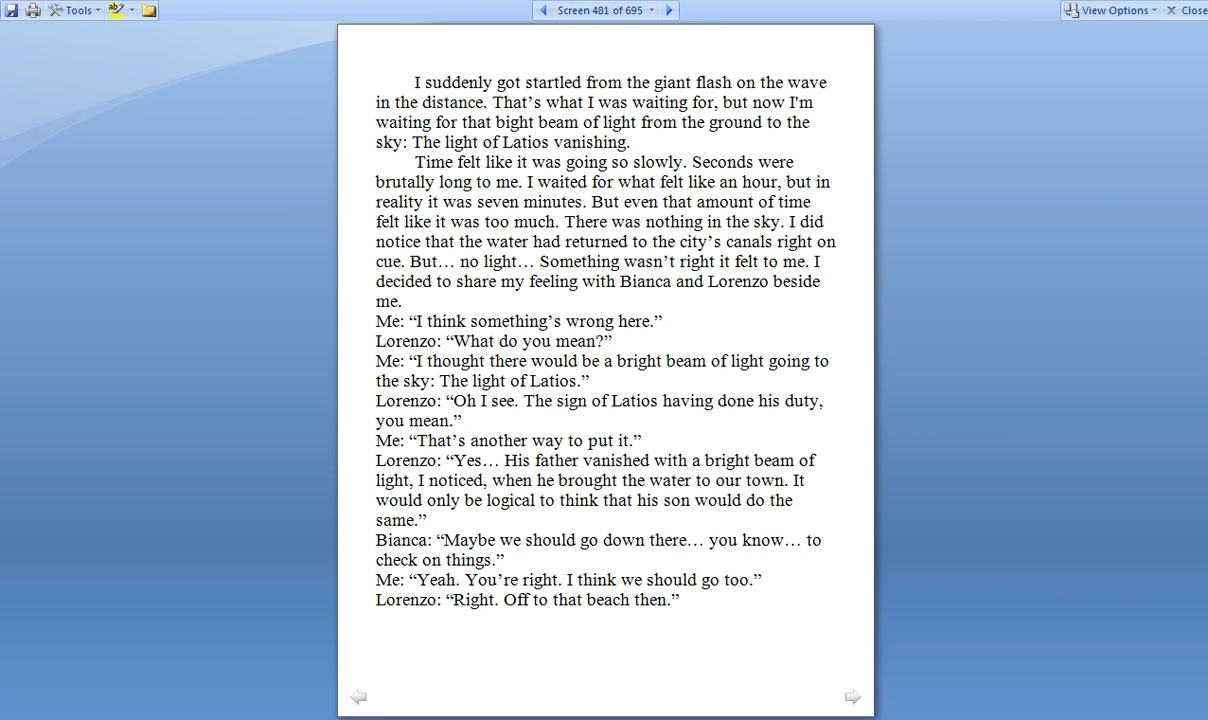 Tools
Screen 481 of 695
View Options
Close
I suddenly got startled from the giant flash on the wave
in the distance. That’s what I was waiting for, but now I'm
waiting for that bight beam of light from the ground to the
sky: The light of Latios vanishing.
Time felt like it was going so slowly. Seconds were
brutally long to me. I waited for what felt like an hour, but in
reality it was seven minutes. But even that amount of time
felt like it was too much. There was nothing in the sky. I did
notice that the water had returned to the city’s canals right on
cue. But… no light… Something wasn’t right it felt to me. I
decided to share my feeling with Bianca and Lorenzo beside
me.
Me: “I think something’s wrong here.”
Lorenzo: “What do you mean?”
Me: “I thought there would be a bright beam of light going to
the sky: The light of Latios.”
Lorenzo: “Oh I see. The sign of Latios having done his duty,
you mean.”
Me: “That’s another way to put it.”
Lorenzo: “Yes… His father vanished with a bright beam of
light, I noticed, when he brought the water to our town. It
would only be logical to think that his son would do the
same.”
Bianca: “Maybe we should go down there… you know… to
check on things.”
Me: “Yeah. You’re right. I think we should go too.”
Lorenzo: “Right. Off to that beach then.”